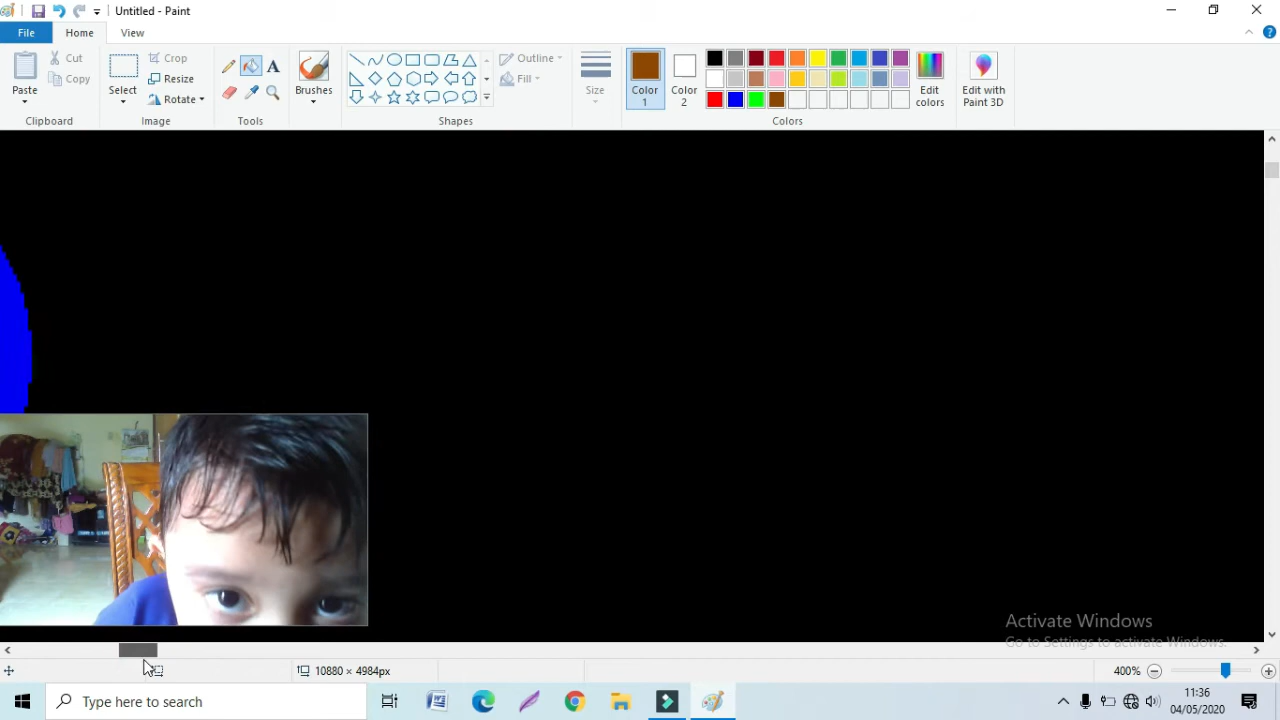 Untitled - Paint
File Home View
Paste
Cut
Copy
Clipboard
Select
Crop
Resize
Rotate
Image
Tools
Brushes
Shapes
Outline
Fill
Size
Color 1
Color 2
Edit colors
Colors
Edit with Paint 3D
Activate Windows
Go to Settings to activate Windows.
10880 × 4984px
400%
Type here to search
11:36
04/05/2020